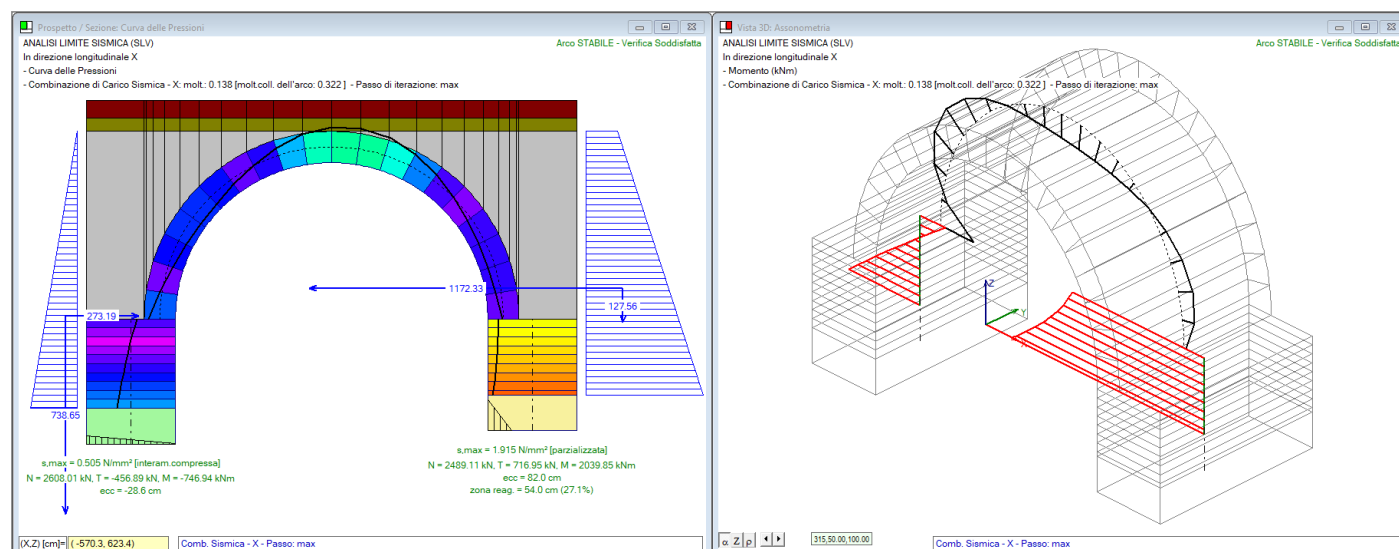 Prospetto / Sezione: Curva delle Pressioni
ANALISI LIMITE SISMICA (SLV)
Arco STABILE - Verifica Soddisfatta
In direzione longitudinale X
- Curva delle Pressioni
- Combinazione di Carico Sismica - X: molt.: 0.138 [molt.coll. dell'arco: 0.322 ] - Passo di iterazione: max
1172.33
127.56
273.19
738.65
s,max = 0.505 N/mm² [interam.compressa]
N = 2608.01 kN, T = -456.89 kN, M = -746.94 kNm
ecc = -28.6 cm
s,max = 1.915 N/mm² [parzializzata]
N = 2489.11 kN, T = 716.95 kN, M = 2039.85 kNm
ecc = 82.0 cm
zona reag. = 54.0 cm (27.1%)
(X,Z) [cm]= ( -570.3, 623.4)
Comb. Sismica - X - Passo: max
Vista 3D: Assonometria
ANALISI LIMITE SISMICA (SLV)
Arco STABILE - Verifica Soddisfatta
In direzione longitudinale X
- Momento (kNm)
- Combinazione di Carico Sismica - X: molt.: 0.138 [molt.coll. dell'arco: 0.322 ] - Passo di iterazione: max
Z
Y
X
α Z ρ
315,50.00,100.00
Comb. Sismica - X - Passo: max